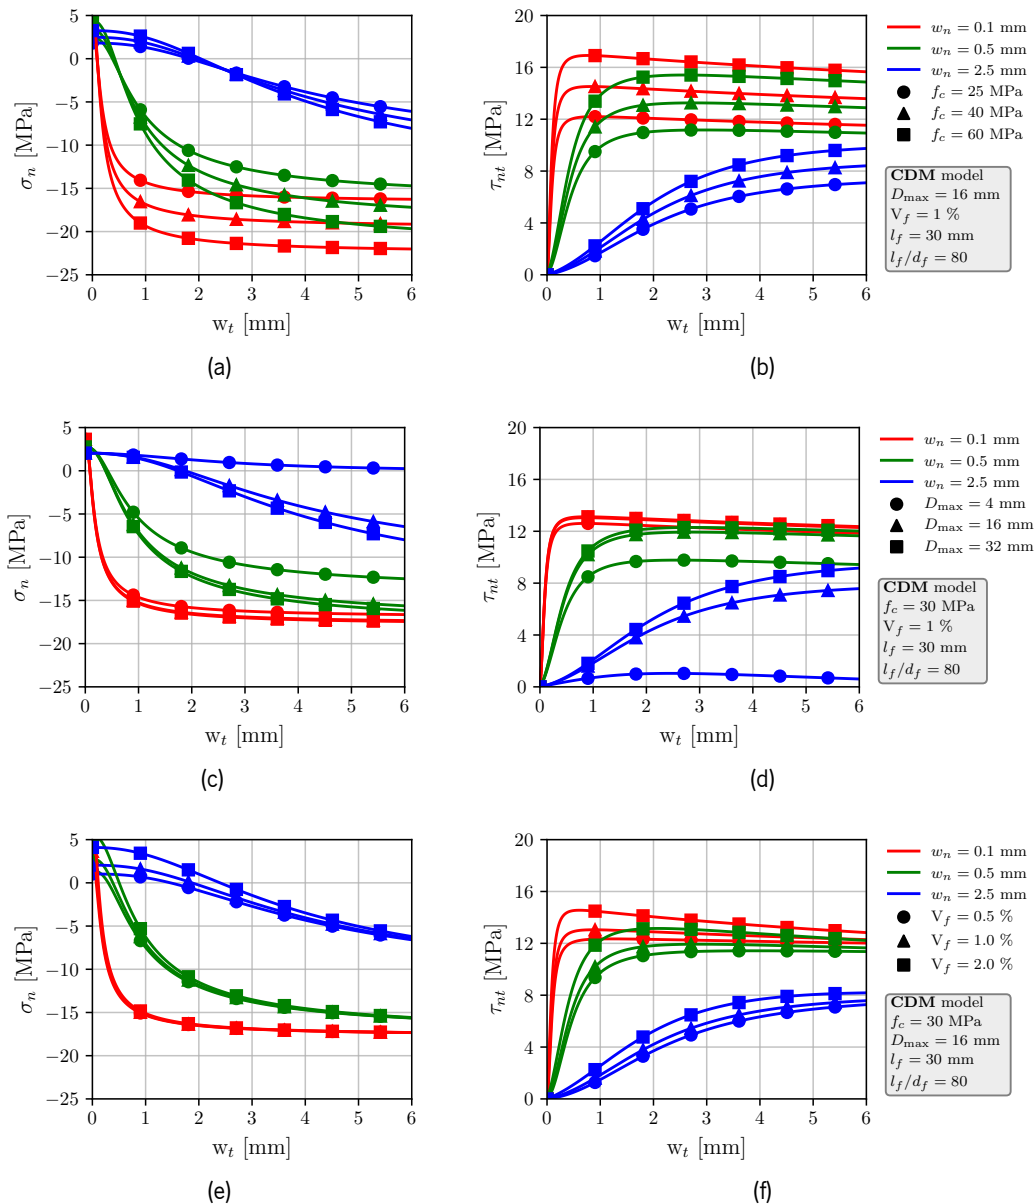 5
0
−5
−10
−15
−20
−25
σn [MPa]
0 1 2 3 4 5 6
wt [mm]
(a)
20
16
12
8
4
0
τnt [MPa]
0 1 2 3 4 5 6
wt [mm]
(b)
wn = 0.1 mm
wn = 0.5 mm
wn = 2.5 mm
fc = 25 MPa
fc = 40 MPa
fc = 60 MPa
CDM model
Dmax = 16 mm
Vf = 1 %
lf = 30 mm
lf/df = 80
5
0
−5
−10
−15
−20
−25
σn [MPa]
0 1 2 3 4 5 6
wt [mm]
(c)
20
16
12
8
4
0
τnt [MPa]
0 1 2 3 4 5 6
wt [mm]
(d)
wn = 0.1 mm
wn = 0.5 mm
wn = 2.5 mm
Dmax = 4 mm
Dmax = 16 mm
Dmax = 32 mm
CDM model
fc = 30 MPa
Vf = 1 %
lf = 30 mm
lf/df = 80
5
0
−5
−10
−15
−20
−25
σn [MPa]
0 1 2 3 4 5 6
wt [mm]
(e)
20
16
12
8
4
0
τnt [MPa]
0 1 2 3 4 5 6
wt [mm]
(f)
wn = 0.1 mm
wn = 0.5 mm
wn = 2.5 mm
Vf = 0.5 %
Vf = 1.0 %
Vf = 2.0 %
CDM model
fc = 30 MPa
Dmax = 16 mm
lf = 30 mm
lf/df = 80